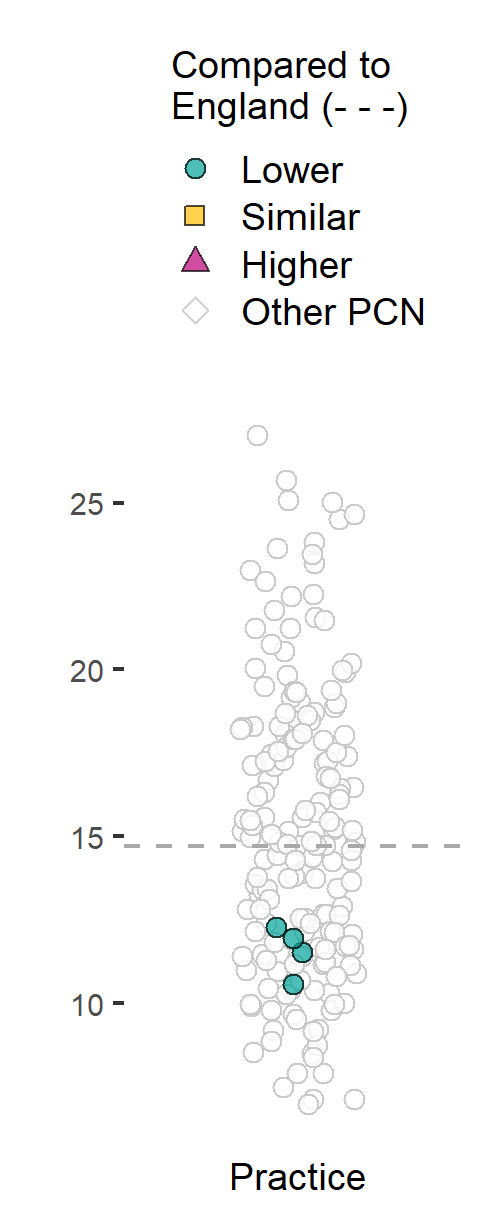 Compared to
England (- - -)
Lower
Similar
Higher
Other PCN
25
20
15
10
Practice